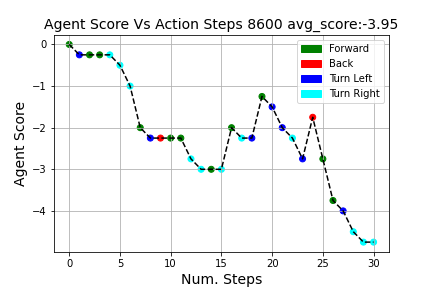 Agent Score Vs Action Steps 8600 avg_score:-3.95
Forward
Back
Turn Left
Turn Right
Agent Score
0
−1
−2
−3
−4
0 5 10 15 20 25 30
Num. Steps